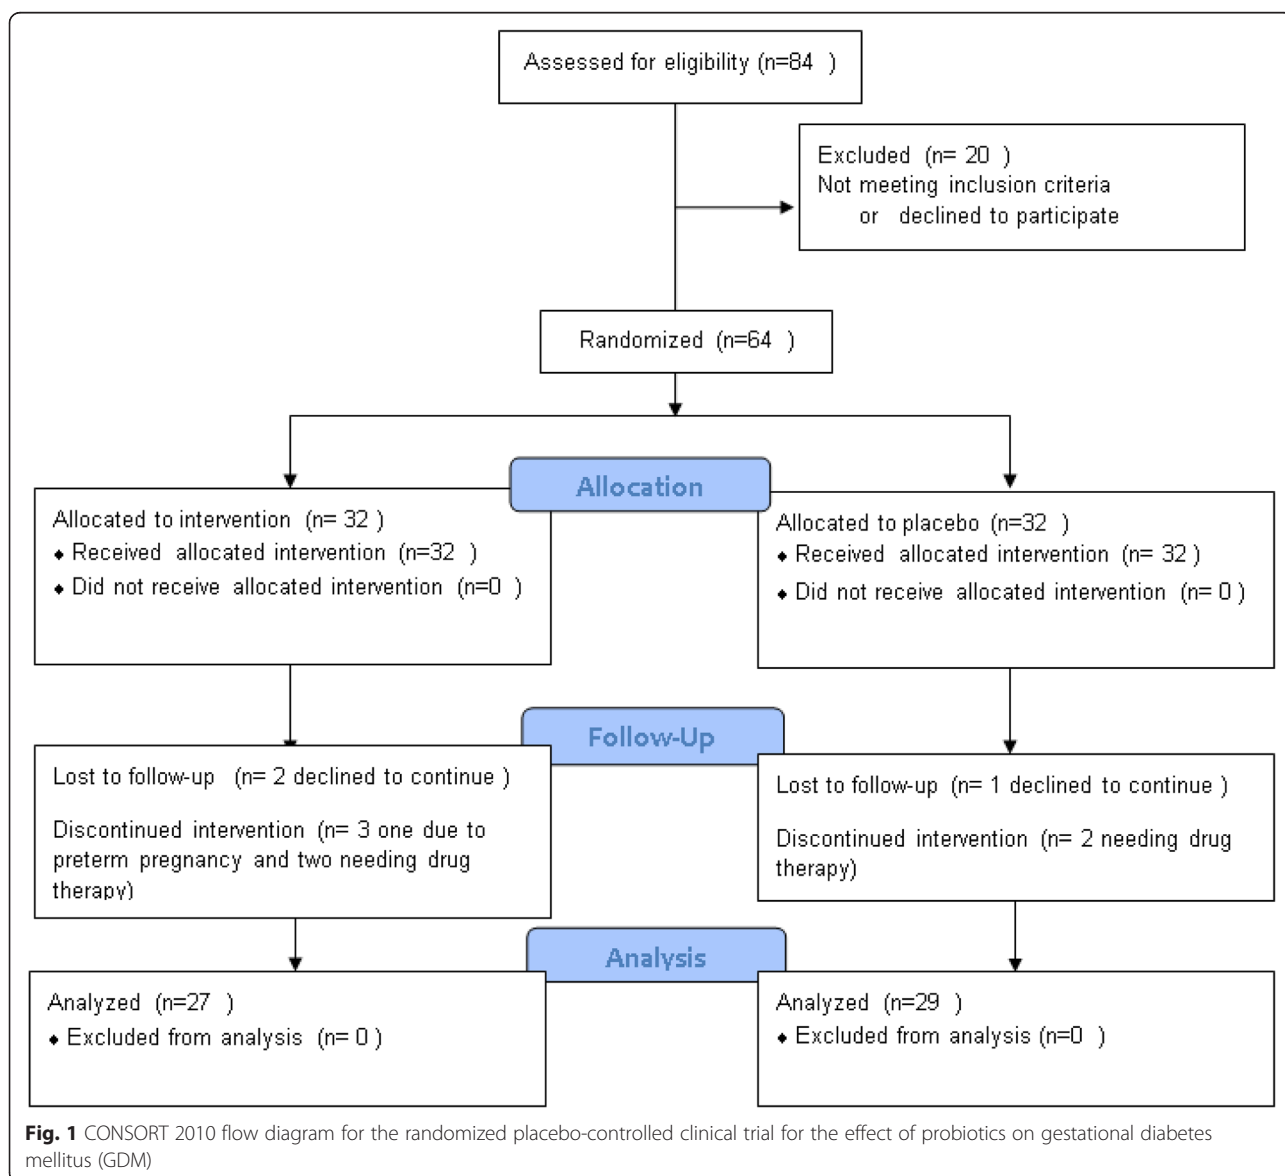 Assessed for eligibility (n=84 )
Excluded (n= 20 )
Not meeting inclusion criteria
or declined to participate
Randomized (n=64 )
Allocation
Allocated to intervention (n= 32 )
♦ Received allocated intervention (n=32 )
♦ Did not receive allocated intervention (n=0 )
Allocated to placebo (n=32 )
♦ Received allocated intervention (n= 32 )
♦ Did not receive allocated intervention (n= 0 )
Follow-Up
Lost to follow-up (n= 2 declined to continue )
Discontinued intervention (n= 3 one due to
preterm pregnancy and two needing drug
therapy)
Lost to follow-up (n= 1 declined to continue )
Discontinued intervention (n= 2 needing drug
therapy)
Analysis
Analyzed (n=27 )
♦ Excluded from analysis (n= 0 )
Analyzed (n=29 )
♦ Excluded from analysis (n=0 )
Fig. 1 CONSORT 2010 flow diagram for the randomized placebo-controlled clinical trial for the effect of probiotics on gestational diabetes
mellitus (GDM)